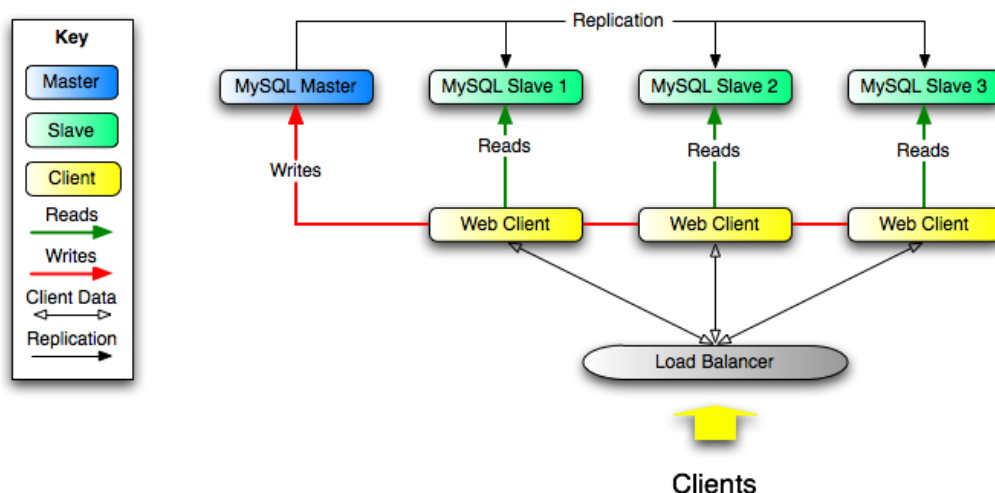 Key
Master
Slave
Client
Reads
Writes
Client Data
Replication
Replication
MySQL Master
MySQL Slave 1
MySQL Slave 2
MySQL Slave 3
Writes
Reads
Reads
Reads
Web Client
Web Client
Web Client
Load Balancer
Clients